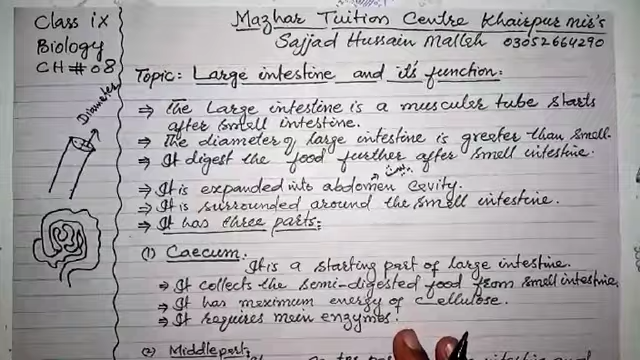 Class ix
Biology
CH#08
Mazhar Tuition Centre Khairpur mir's
Sajjad Hussain Malleh 03052664290
Topic: Large intestine and it's function:
Diameter
⇒ The Large intestine is a muscular tube starts
after small intestine.
⇒ The diameter of large intestine is greater than small.
⇒ It digest the food further after small intestine.
⇒ It is expanded into abdomen cavity.
⇒ It is surrounded around the small intestine.
⇒ It has three parts:
(1) Caecum.
It is a starting part of large intestine.
⇒ It collects the semi-digested food from small intestine.
⇒ It has maximum energy of cellulose.
⇒ It requires mein enzymes.
(2) Middle part: